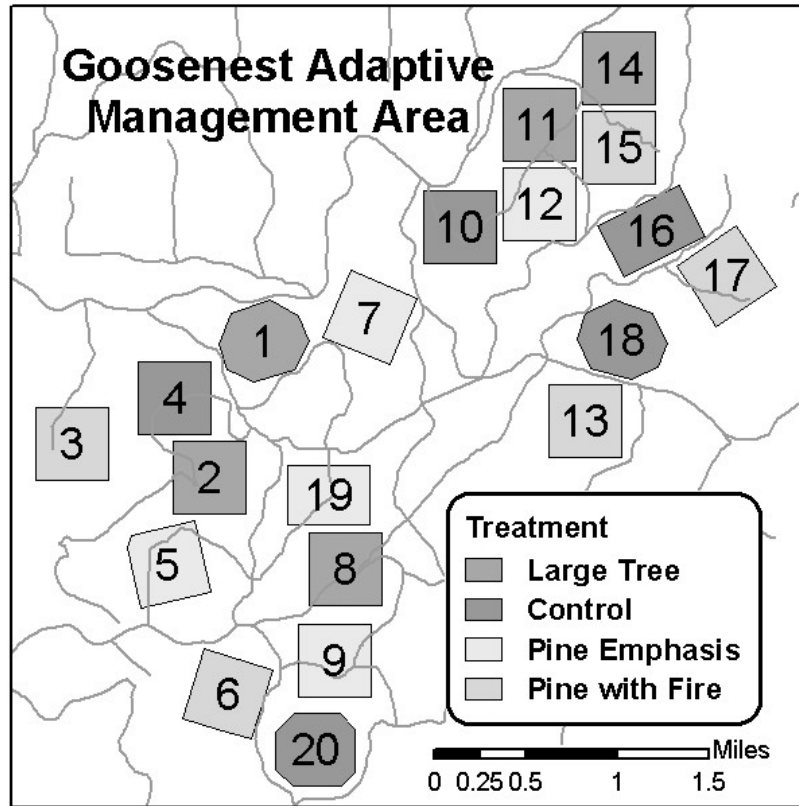 Goosenest Adaptive
Management Area
14
11
15
12
10
16
17
7
1
18
4
13
3
2
19
5
8
9
6
20
Treatment
Large Tree
Control
Pine Emphasis
Pine with Fire
Miles
0 0.25 0.5 1 1.5